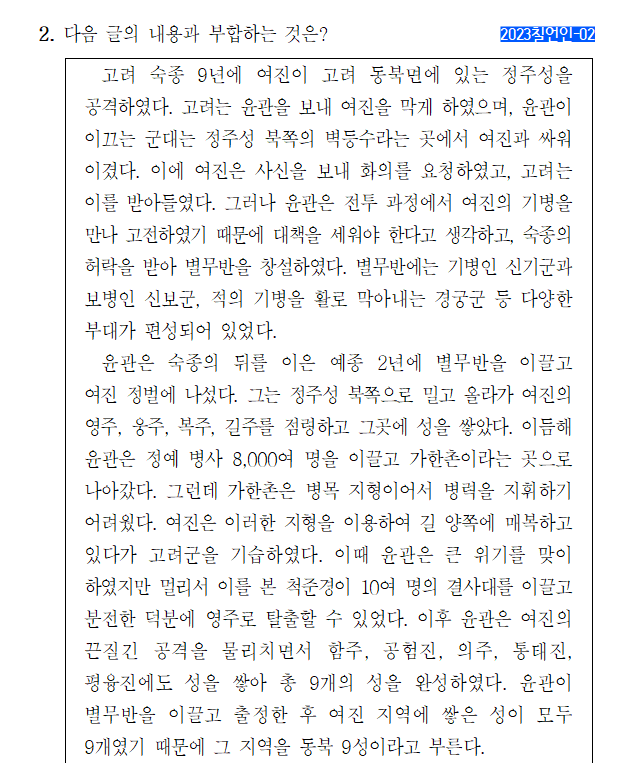 2. 다음 글의 내용과 부합하는 것은?
2023칠언인-02
고려 숙종 9년에 여진이 고려 동북면에 있는 정주성을
공격하였다. 고려는 윤관을 보내 여진을 막게 하였으며, 윤관이
이끄는 군대는 정주성 북쪽의 벽등수라는 곳에서 여진과 싸워
이겼다. 이에 여진은 사신을 보내 화의를 요청하였고, 고려는
이를 받아들였다. 그러나 윤관은 전투 과정에서 여진의 기병을
만나 고전하였기 때문에 대책을 세워야 한다고 생각하고, 숙종의
허락을 받아 별무반을 창설하였다. 별무반에는 기병인 신기군과
보병인 신보군, 적의 기병을 활로 막아내는 경궁군 등 다양한
부대가 편성되어 있었다.
윤관은 숙종의 뒤를 이은 예종 2년에 별무반을 이끌고
여진 정벌에 나섰다. 그는 정주성 북쪽으로 밀고 올라가 여진의
영주, 웅주, 복주, 길주를 점령하고 그곳에 성을 쌓았다. 이듬해
윤관은 정예 병사 8,000여 명을 이끌고 가한촌이라는 곳으로
나아갔다. 그런데 가한촌은 병목 지형이어서 병력을 지휘하기
어려웠다. 여진은 이러한 지형을 이용하여 길 양쪽에 매복하고
있다가 고려군을 기습하였다. 이때 윤관은 큰 위기를 맞이
하였지만 멀리서 이를 본 척준경이 10여 명의 결사대를 이끌고
분전한 덕분에 영주로 탈출할 수 있었다. 이후 윤관은 여진의
끈질긴 공격을 물리치면서 함주, 공험진, 의주, 통태진,
평융진에도 성을 쌓아 총 9개의 성을 완성하였다. 윤관이
별무반을 이끌고 출정한 후 여진 지역에 쌓은 성이 모두
9개였기 때문에 그 지역을 동북 9성이라고 부른다.